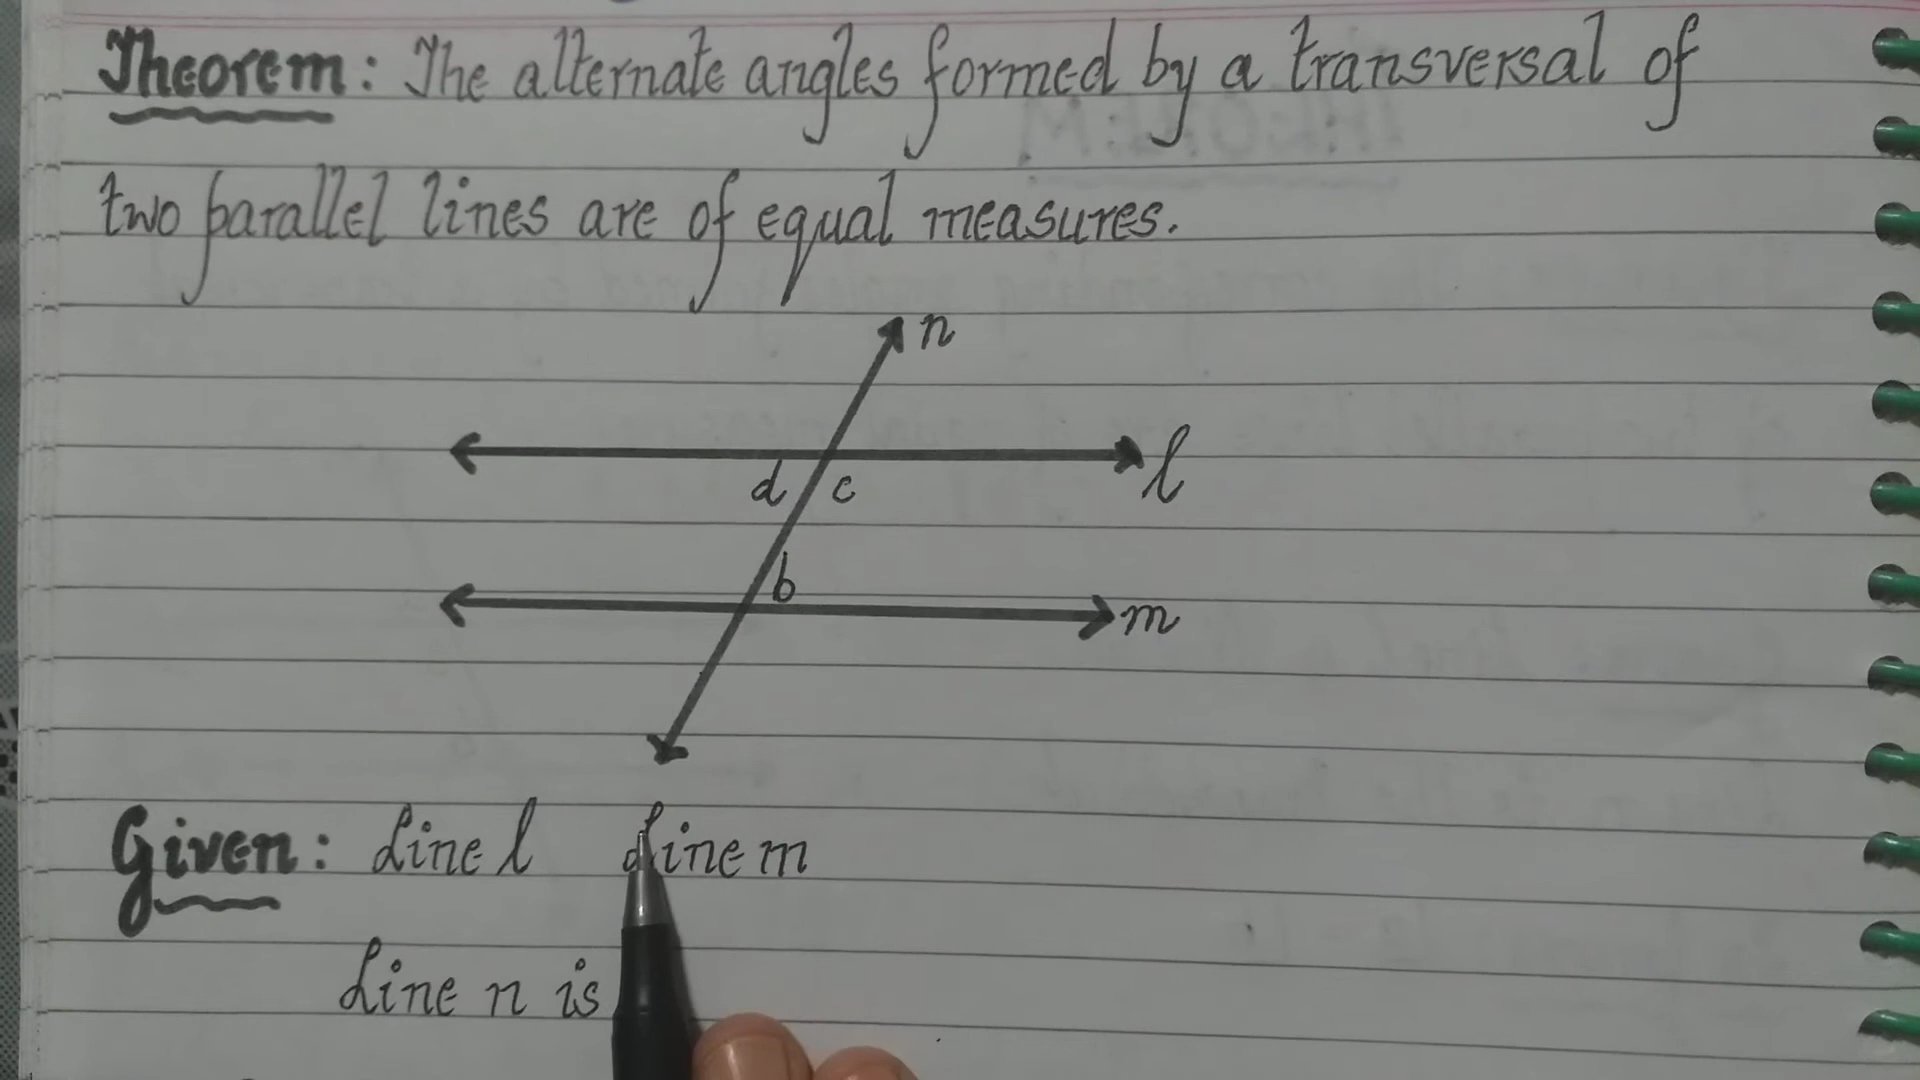 Theorem: The alternate angles formed by a transversal of
two parallel lines are of equal measures.
n
l
d c
b
m
Given: Line l Line m
Line n is